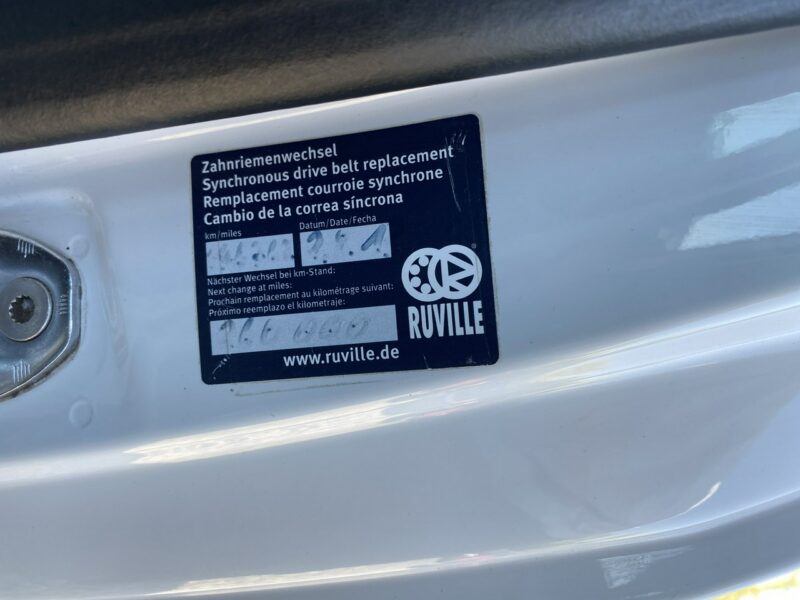 Zahnriemenwechsel
Synchronous drive belt replacement
Remplacement courroie synchrone
Cambio de la correa síncrona
km/miles Datum/Date/Fecha
Nächster Wechsel bei km-Stand:
Next change at miles:
Prochain remplacement au kilométrage suivant:
Próximo reemplazo el kilometraje:
RUVILLE
www.ruville.de